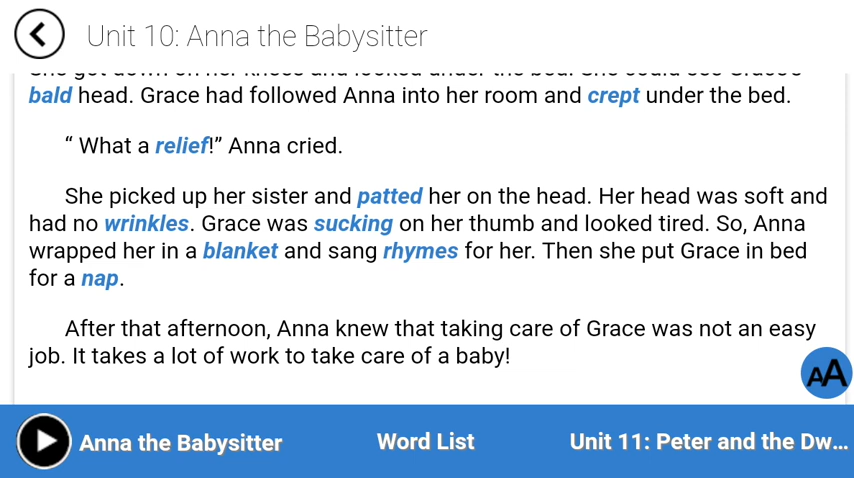 Unit 10: Anna the Babysitter
bald head. Grace had followed Anna into her room and crept under the bed.
“ What a relief!” Anna cried.
She picked up her sister and patted her on the head. Her head was soft and
had no wrinkles. Grace was sucking on her thumb and looked tired. So, Anna
wrapped her in a blanket and sang rhymes for her. Then she put Grace in bed
for a nap.
After that afternoon, Anna knew that taking care of Grace was not an easy
job. It takes a lot of work to take care of a baby!
AA
Anna the Babysitter
Word List
Unit 11: Peter and the Dw...